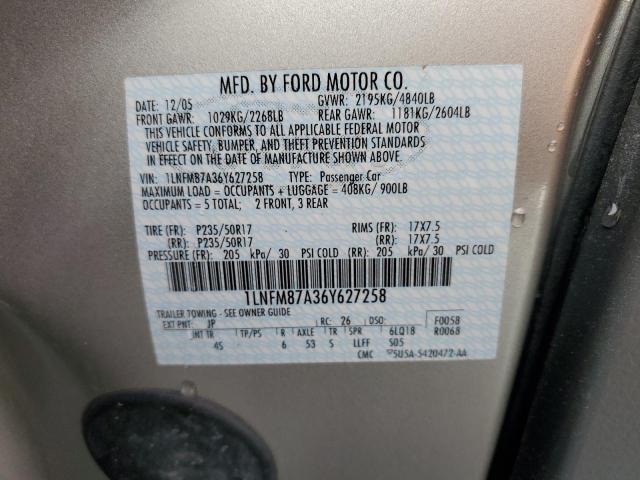 MFD. BY FORD MOTOR CO.
DATE: 12/05 GVWR: 2195KG/4840LB
FRONT GAWR: 1029KG/2268LB REAR GAWR: 1181KG/2604LB
THIS VEHICLE CONFORMS TO ALL APPLICABLE FEDERAL MOTOR
VEHICLE SAFETY, BUMPER, AND THEFT PREVENTION STANDARDS
IN EFFECT ON THE DATE OF MANUFACTURE SHOWN ABOVE.
VIN: 1LNFM87A36Y627258 TYPE: Passenger Car
MAXIMUM LOAD = OCCUPANTS + LUGGAGE = 408KG/ 900LB
OCCUPANTS = 5 TOTAL; 2 FRONT, 3 REAR
TIRE (FR): P235/50R17 RIMS (FR): 17X7.5
(RR): P235/50R17 (RR): 17X7.5
PRESSURE (FR): 205 kPa/ 30 PSI COLD (RR): 205 kPa/ 30 PSI COLD
1LNFM87A36Y627258
TRAILER TOWING - SEE OWNER GUIDE
EXT PNT: JP RC: 26 DSO: F0058
INT TR TP/PS R AXLE TR SPR 6LQ18 R0068
45 6 53 5 LLFF 505
CMC 5U5A-5420472-AA